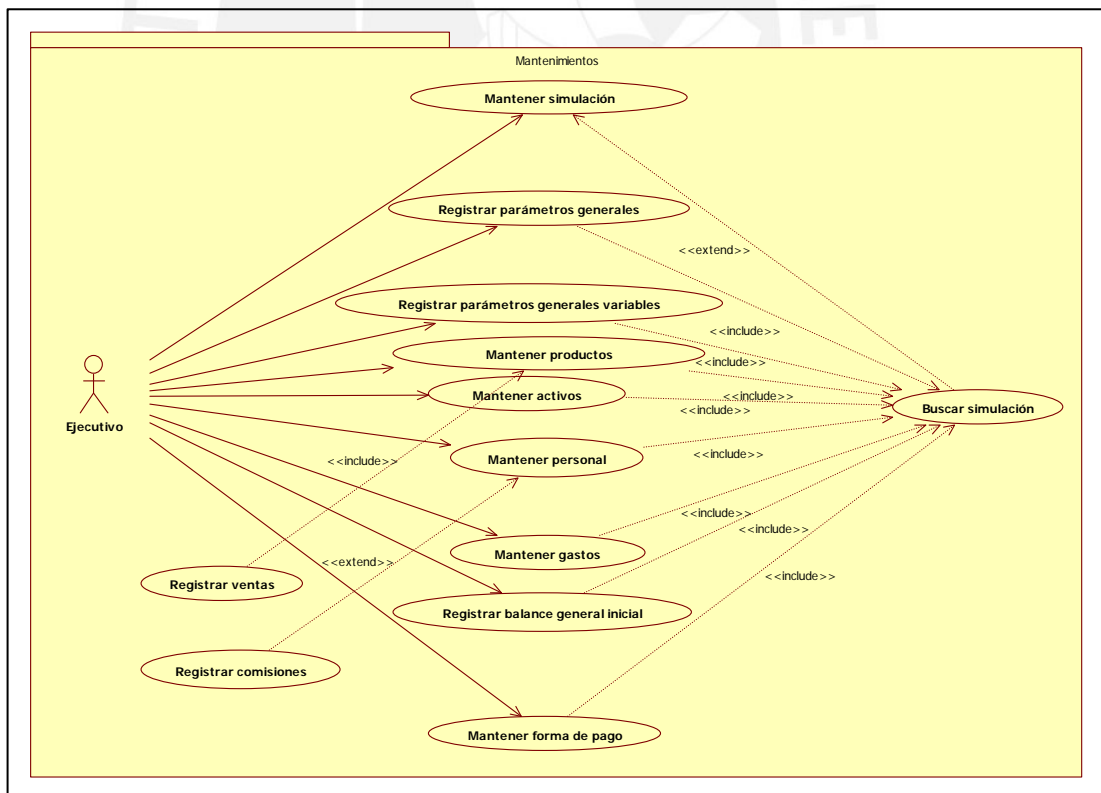 Mantenimientos
Mantener simulación
Registrar parámetros generales
<<extend>>
Registrar parámetros generales variables
<<include>>
Mantener productos
<<include>>
Mantener activos
<<include>>
<<include>>
Buscar simulación
Ejecutivo
Mantener personal
<<include>>
<<include>>
<<include>>
Mantener gastos
<<include>>
<<extend>>
<<include>>
Registrar ventas
Registrar balance general inicial
Registrar comisiones
Mantener forma de pago